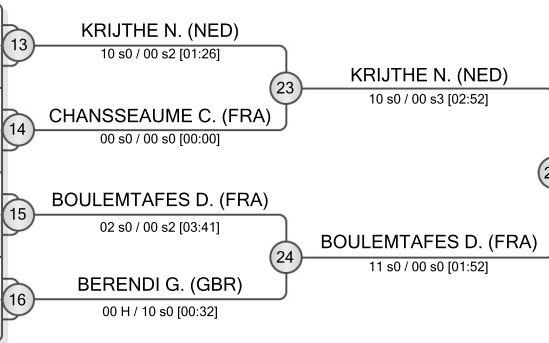 13
KRIJTHE N. (NED)
10 s0 / 00 s2 [01:26]
14
CHANSSEAUME C. (FRA)
00 s0 / 00 s0 [00:00]
23
KRIJTHE N. (NED)
10 s0 / 00 s3 [02:52]
15
BOULEMTAFES D. (FRA)
02 s0 / 00 s2 [03:41]
16
BERENDI G. (GBR)
00 H / 10 s0 [00:32]
24
BOULEMTAFES D. (FRA)
11 s0 / 00 s0 [01:52]